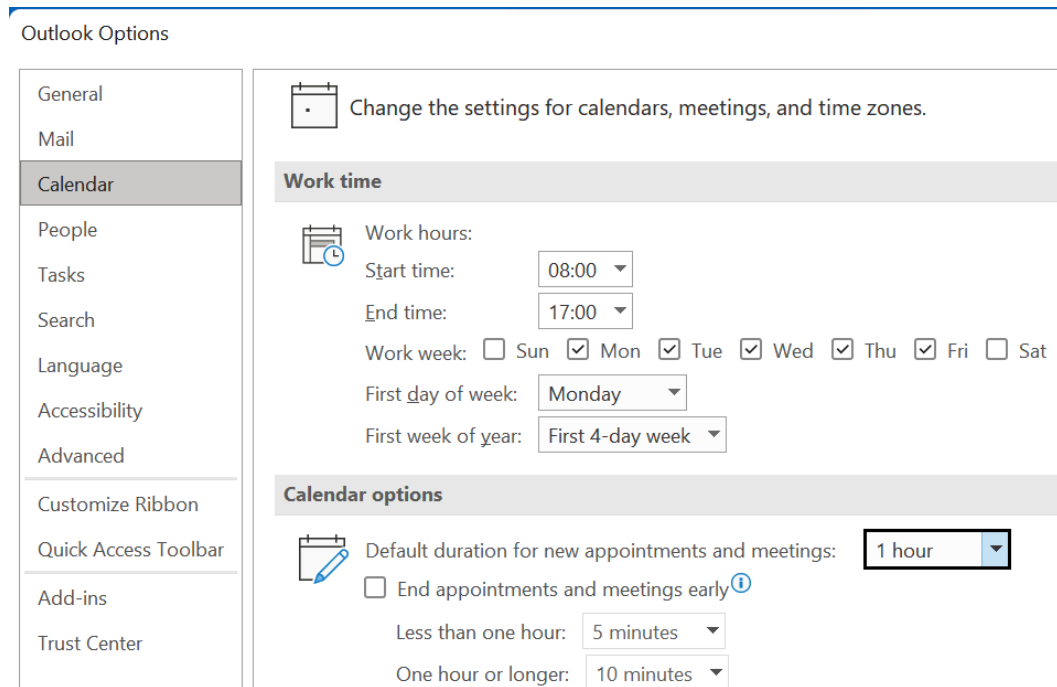 Outlook Options
General
Mail
Calendar
People
Tasks
Search
Language
Accessibility
Advanced
Customize Ribbon
Quick Access Toolbar
Add-ins
Trust Center
Change the settings for calendars, meetings, and time zones.
Work time
Work hours:
Start time: 08:00
End time: 17:00
Work week: Sun Mon Tue Wed Thu Fri Sat
First day of week: Monday
First week of year: First 4-day week
Calendar options
Default duration for new appointments and meetings: 1 hour
End appointments and meetings early
Less than one hour: 5 minutes
One hour or longer: 10 minutes